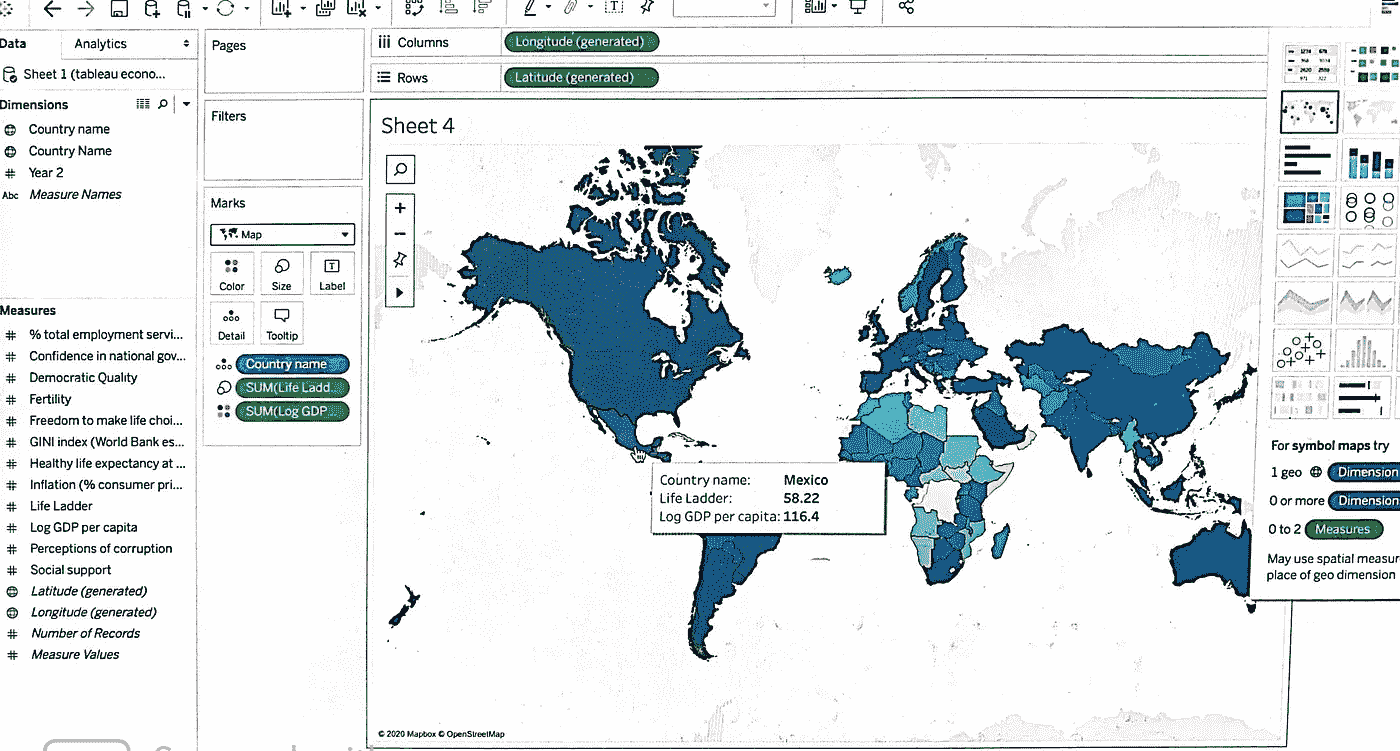 Data
Analytics
Pages
Columns
Longitude (generated)
Sheet 1 (tableau econo...
Rows
Latitude (generated)
Dimensions
Filters
Sheet 4
Country name
Country Name
Year 2
Abc Measure Names
Marks
Map
Color
Size
Label
Detail
Tooltip
Measures
% total employment servi...
Confidence in national gov...
Democratic Quality
Fertility
Freedom to make life choi...
GINI index (World Bank es...
Healthy life expectancy at ...
Inflation (% consumer pri...
Life Ladder
Log GDP per capita
Perceptions of corruption
Social support
Latitude (generated)
Longitude (generated)
Number of Records
Measure Values
Country name
SUM(Life Ladd..
SUM(Log GDP...
Country name: Mexico
Life Ladder: 58.22
Log GDP per capita: 116.4
For symbol maps try
1 geo Dimension
0 or more Dimension
0 to 2 Measures
May use spatial measur
place of geo dimension
© 2020 Mapbox © OpenStreetMap